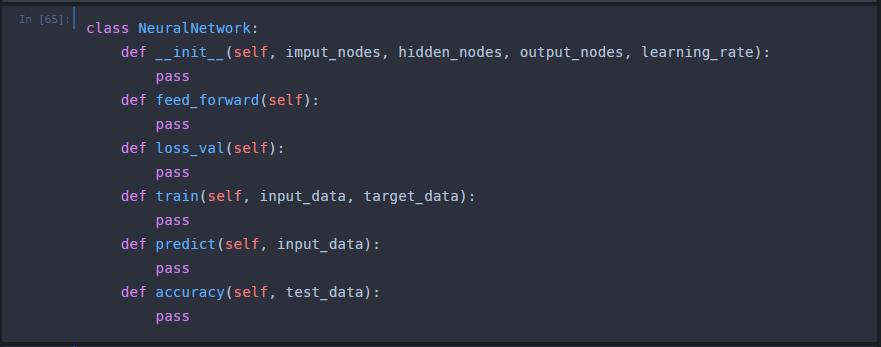 In [65]:
class NeuralNetwork:
    def __init__(self, imput_nodes, hidden_nodes, output_nodes, learning_rate):
        pass
    def feed_forward(self):
        pass
    def loss_val(self):
        pass
    def train(self, input_data, target_data):
        pass
    def predict(self, input_data):
        pass
    def accuracy(self, test_data):
        pass